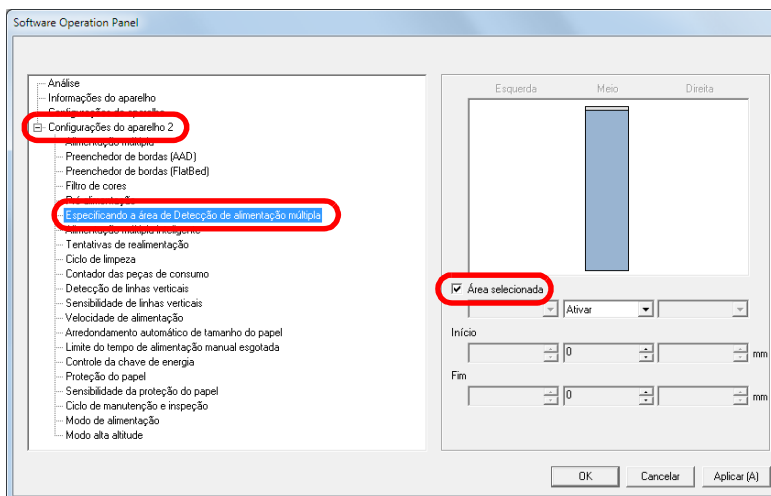 Software Operation Panel
Análise
Informações do aparelho
Configurações do aparelho
Configurações do aparelho 2
Alimentação múltipla
Preenchedor de bordas (AAD)
Preenchedor de bordas (FlatBed)
Filtro de cores
Pré-alimentação
Especificando a área de Detecção de alimentação múltipla
Alimentação múltipla inteligente
Tentativas de realimentação
Ciclo de limpeza
Contador das peças de consumo
Detecção de linhas verticais
Sensibilidade de linhas verticais
Velocidade de alimentação
Arredondamento automático de tamanho do papel
Limite do tempo de alimentação manual esgotada
Controle da chave de energia
Proteção do papel
Sensibilidade da proteção do papel
Ciclo de manutenção e inspeção
Modo de alimentação
Modo alta altitude
Esquerda Meio Direita
Área selecionada
Ativar
Início
0 mm
Fim
0 mm
OK Cancelar Aplicar (A)